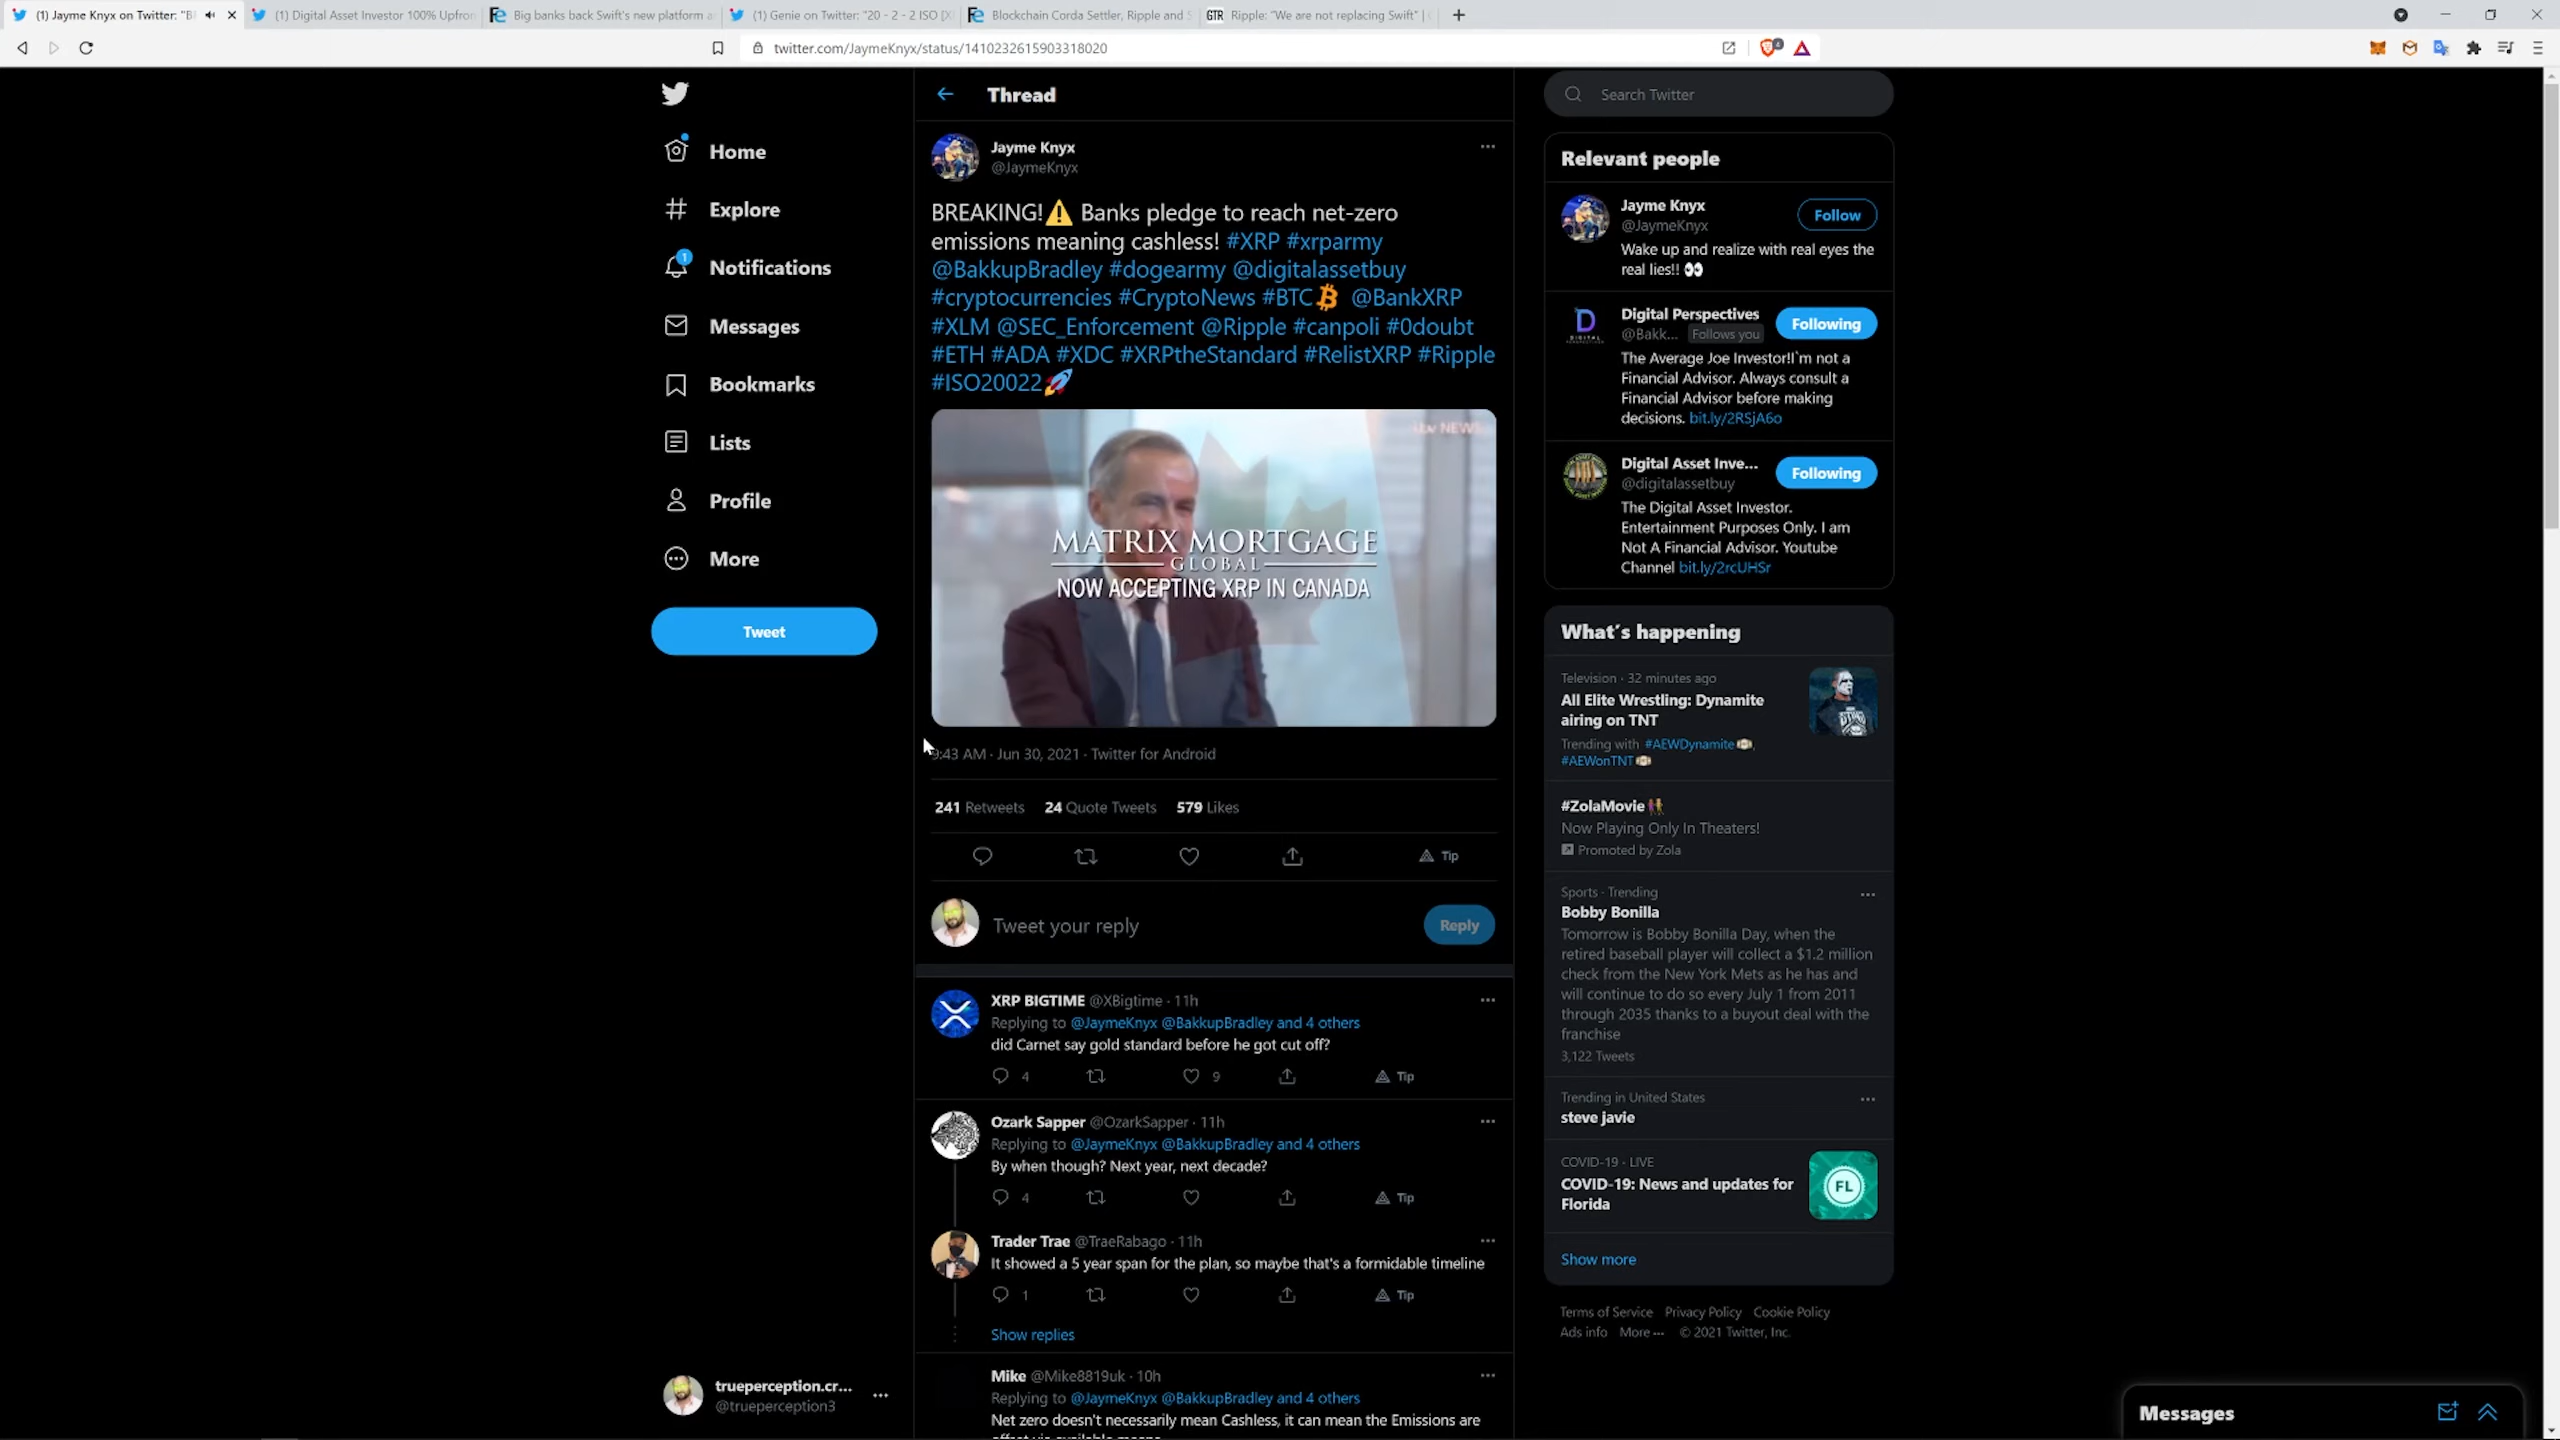 (1) Jayme Knyx on Twitter: "B
(1) Digital Asset Investor 100% Upfron
Big banks back Swift's new platform a
(1) Genie on Twitter: "20 - 2 - 2 ISO [X
Blockchain Corda Settler, Ripple and S
GTR Ripple: "We are not replacing Swift" |
twitter.com/JaymeKnyx/status/1410232615903318020
Home
Explore
Notifications
Messages
Bookmarks
Lists
Profile
More
Tweet
trueperception.cr...
@trueperception3
Thread
Jayme Knyx
@JaymeKnyx
BREAKING!⚠️ Banks pledge to reach net-zero
emissions meaning cashless! #XRP #xrparmy
@BakkupBradley #dogearmy @digitalassetbuy
#cryptocurrencies #CryptoNews #BTC @BankXRP
#XLM @SEC_Enforcement @Ripple #canpoli #0doubt
#ETH #ADA #XDC #XRPtheStandard #RelistXRP #Ripple
#ISO20022🚀
itv NEWS
MATRIX MORTGAGE
GLOBAL
NOW ACCEPTING XRP IN CANADA
9:43 AM · Jun 30, 2021 · Twitter for Android
241 Retweets 24 Quote Tweets 579 Likes
Tip
Tweet your reply
Reply
XRP BIGTIME @XBigtime · 11h
Replying to @JaymeKnyx @BakkupBradley and 4 others
did Carnet say gold standard before he got cut off?
4 9 Tip
Ozark Sapper @OzarkSapper · 11h
Replying to @JaymeKnyx @BakkupBradley and 4 others
By when though? Next year, next decade?
4 Tip
Trader Trae @TraeRabago · 11h
It showed a 5 year span for the plan, so maybe that's a formidable timeline
1 Tip
Show replies
Mike @Mike8819uk · 10h
Replying to @JaymeKnyx @BakkupBradley and 4 others
Net zero doesn't necessarily mean Cashless, it can mean the Emissions are
Search Twitter
Relevant people
Jayme Knyx
@JaymeKnyx
Follow
Wake up and realize with real eyes the
real lies!! 👀
Digital Perspectives
@Bakk... Follows you
Following
The Average Joe Investor!I`m not a
Financial Advisor. Always consult a
Financial Advisor before making
decisions. bit.ly/2RSjA6o
Digital Asset Inve...
@digitalassetbuy
Following
The Digital Asset Investor.
Entertainment Purposes Only. I am
Not A Financial Advisor. Youtube
Channel bit.ly/2rcUHSr
What's happening
Television · 32 minutes ago
All Elite Wrestling: Dynamite
airing on TNT
Trending with #AEWDynamite,
#AEWonTNT
#ZolaMovie
Now Playing Only In Theaters!
Promoted by Zola
Sports · Trending
Bobby Bonilla
Tomorrow is Bobby Bonilla Day, when the
retired baseball player will collect a $1.2 million
check from the New York Mets as he has and
will continue to do so every July 1 from 2011
through 2035 thanks to a buyout deal with the
franchise
3,122 Tweets
Trending in United States
steve javie
COVID-19 · LIVE
COVID-19: News and updates for
Florida
FL
Show more
Terms of Service Privacy Policy Cookie Policy
Ads info More ··· © 2021 Twitter, Inc.
Messages